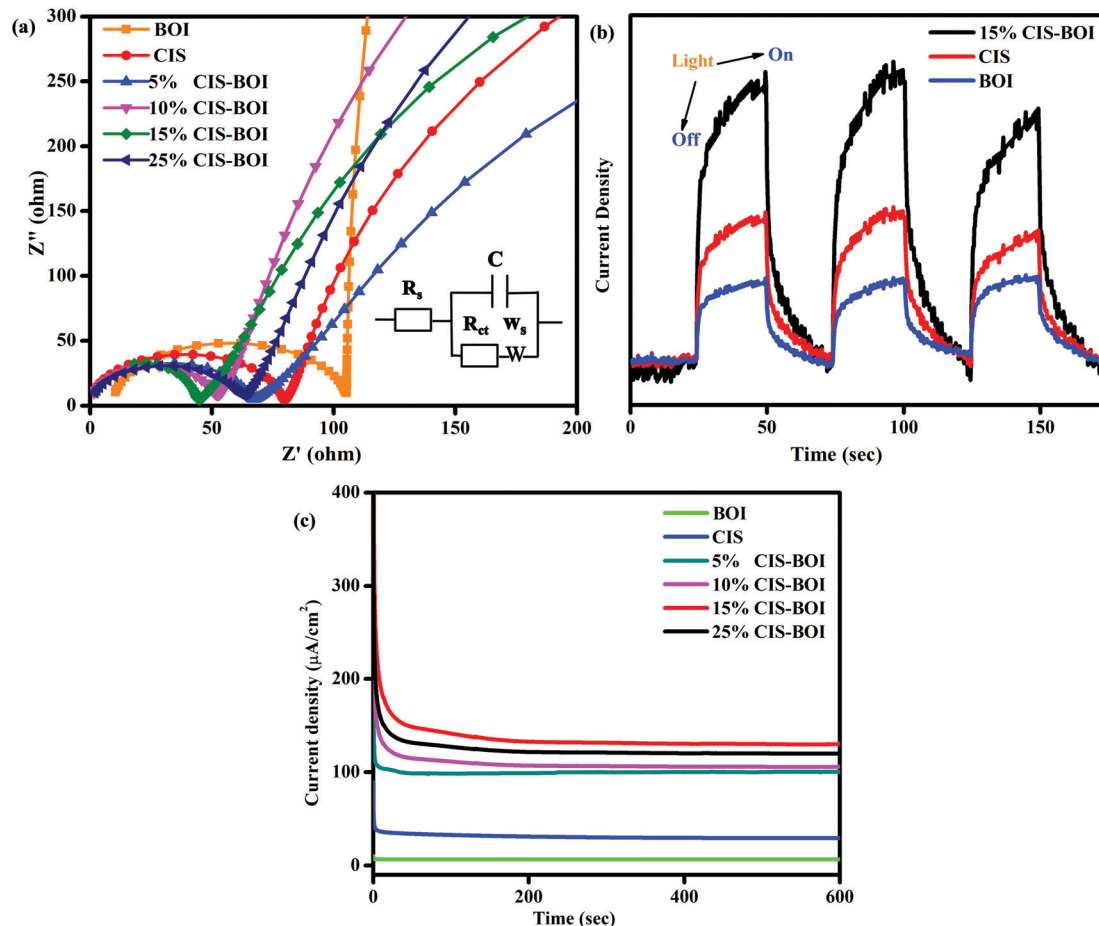 (a)
300
250
200
150
100
50
0
Z'' (ohm)
BOI
CIS
5% CIS-BOI
10% CIS-BOI
15% CIS-BOI
25% CIS-BOI
C
Rs
Rct
ws
W
0 50 100 150 200
Z' (ohm)
(b)
Current Density
Light
On
Off
15% CIS-BOI
CIS
BOI
0 50 100 150
Time (sec)
(c)
400
300
200
100
0
Current density (μA/cm²)
BOI
CIS
5% CIS-BOI
10% CIS-BOI
15% CIS-BOI
25% CIS-BOI
0 200 400 600
Time (sec)